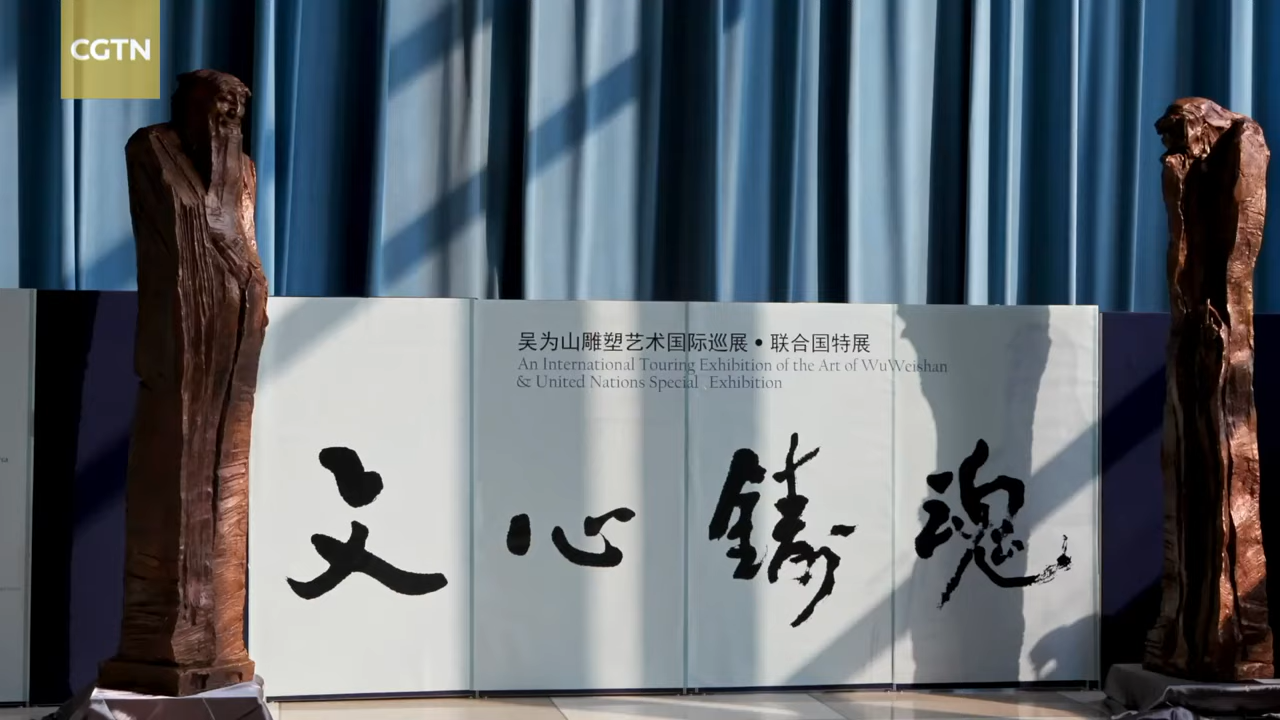 CGTN
吴为山雕塑艺术国际巡展•联合国特展
An International Touring Exhibition of the Art of WuWeishan
& United Nations Special Exhibition
文心鑄魂